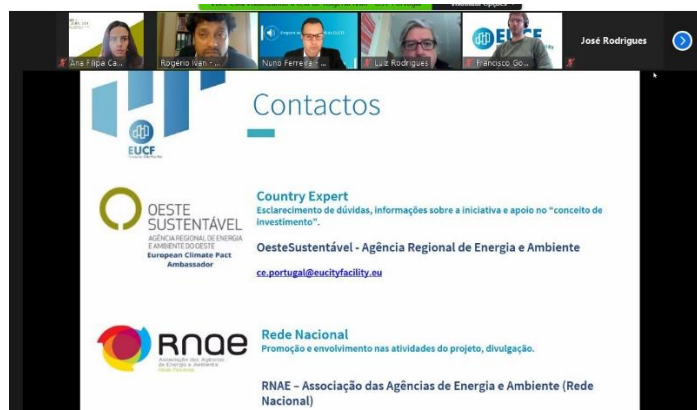 Ana Filipa Ca...
Rogério Ivan - ...
Nuno Ferreira - ...
Luiz Rodrigues
Francisco Go...
José Rodrigues
Contactos
EUCF
OESTE
SUSTENTÁVEL
AGÊNCIA REGIONAL DE ENERGIA
E AMBIENTE DO OESTE
European Climate Pact
Ambassador
Country Expert
Esclarecimento de dúvidas, informações sobre a iniciativa e apoio no “conceito de
investimento”.
OesteSustentável - Agência Regional de Energia e Ambiente
ce.portugal@eucityfacility.eu
RNAE
Associação das Agências
de Energia e Ambiente
Rede Nacional
Promoção e envolvimento nas atividades do projeto, divulgação.
RNAE – Associação das Agências de Energia e Ambiente (Rede
Nacional)